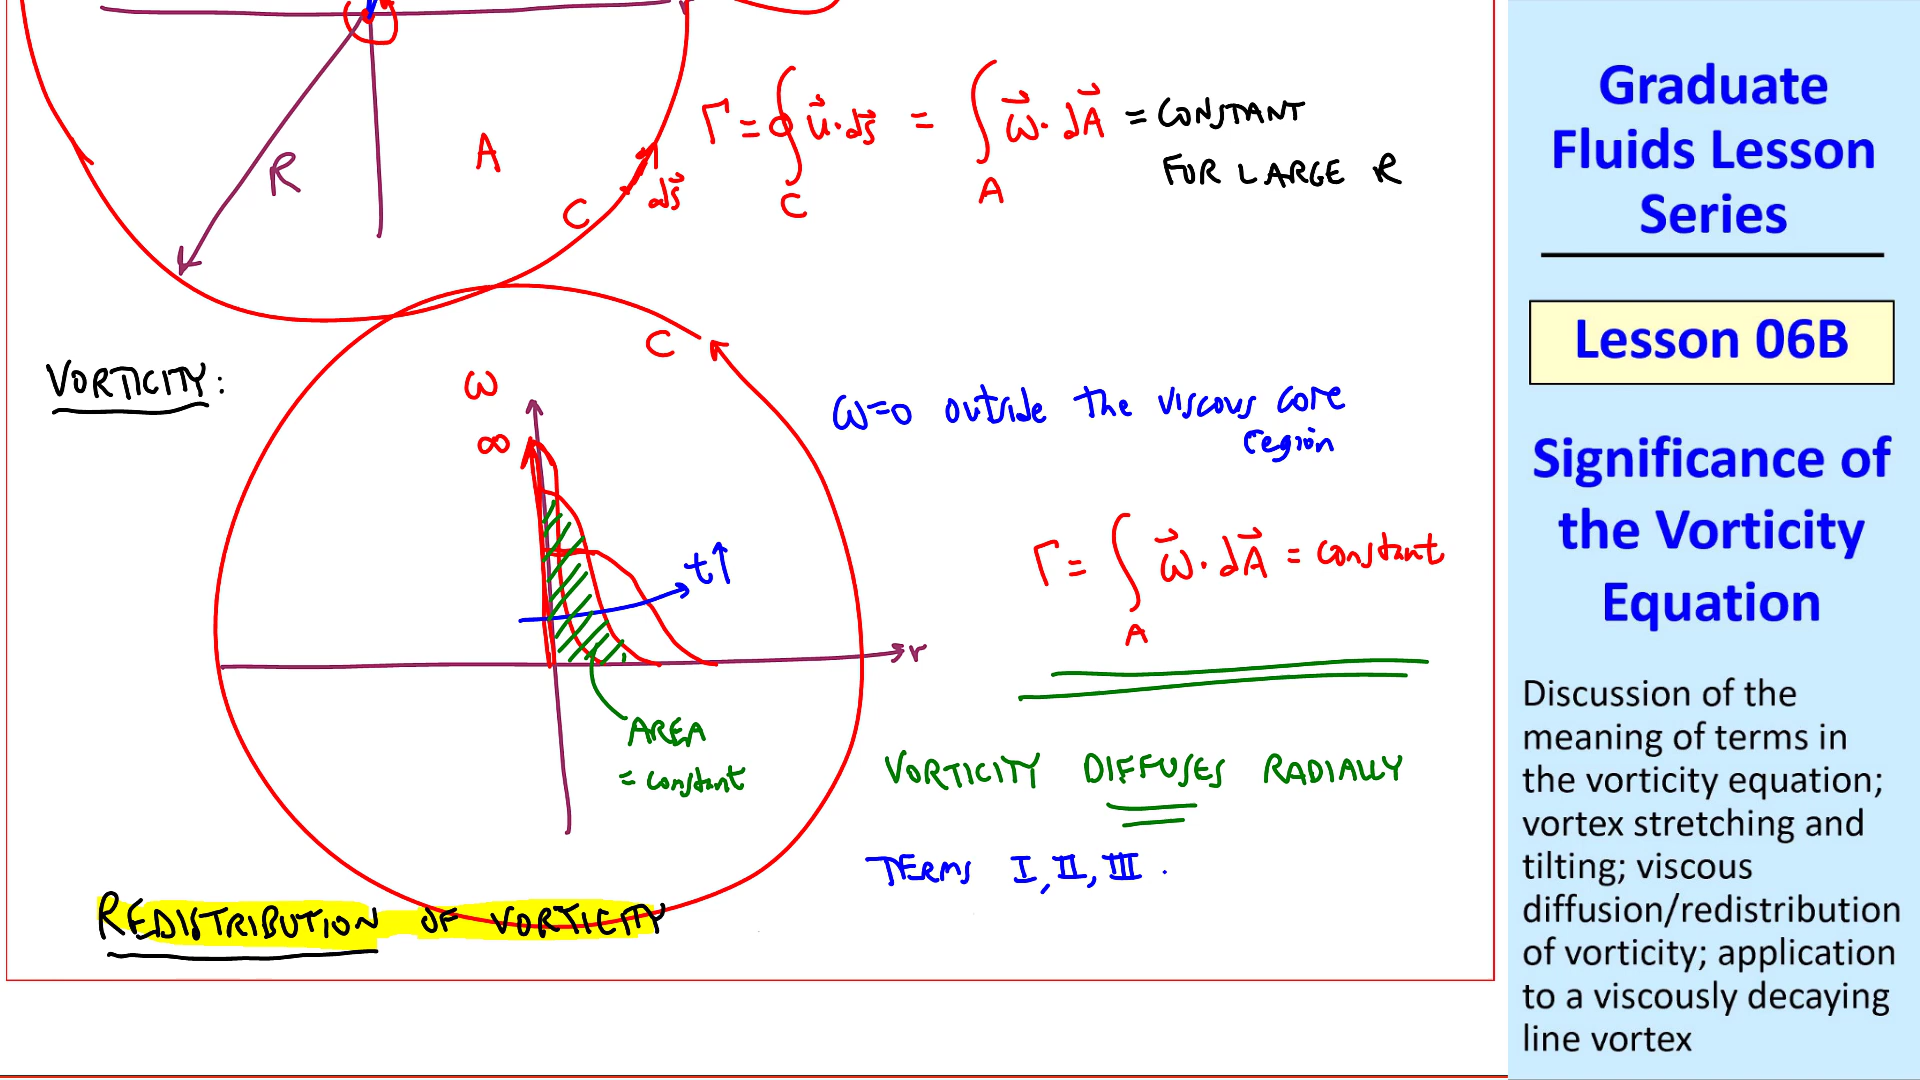 R
A
C
ds⃗
Γ = ∮_C u⃗·ds⃗ = ∫_A ω⃗·dA⃗ = CONSTANT
FOR LARGE R
VORTICITY:
C
ω
∞
t↑
r
AREA
= constant
ω=0 outside the viscous core
region
Γ = ∫_A ω⃗·dA⃗ = constant
VORTICITY DIFFUSES RADIALLY
TERMS I, II, III.
REDISTRIBUTION OF VORTICITY
Graduate
Fluids Lesson
Series
Lesson 06B
Significance of
the Vorticity
Equation
Discussion of the
meaning of terms in
the vorticity equation;
vortex stretching and
tilting; viscous
diffusion/redistribution
of vorticity; application
to a viscously decaying
line vortex